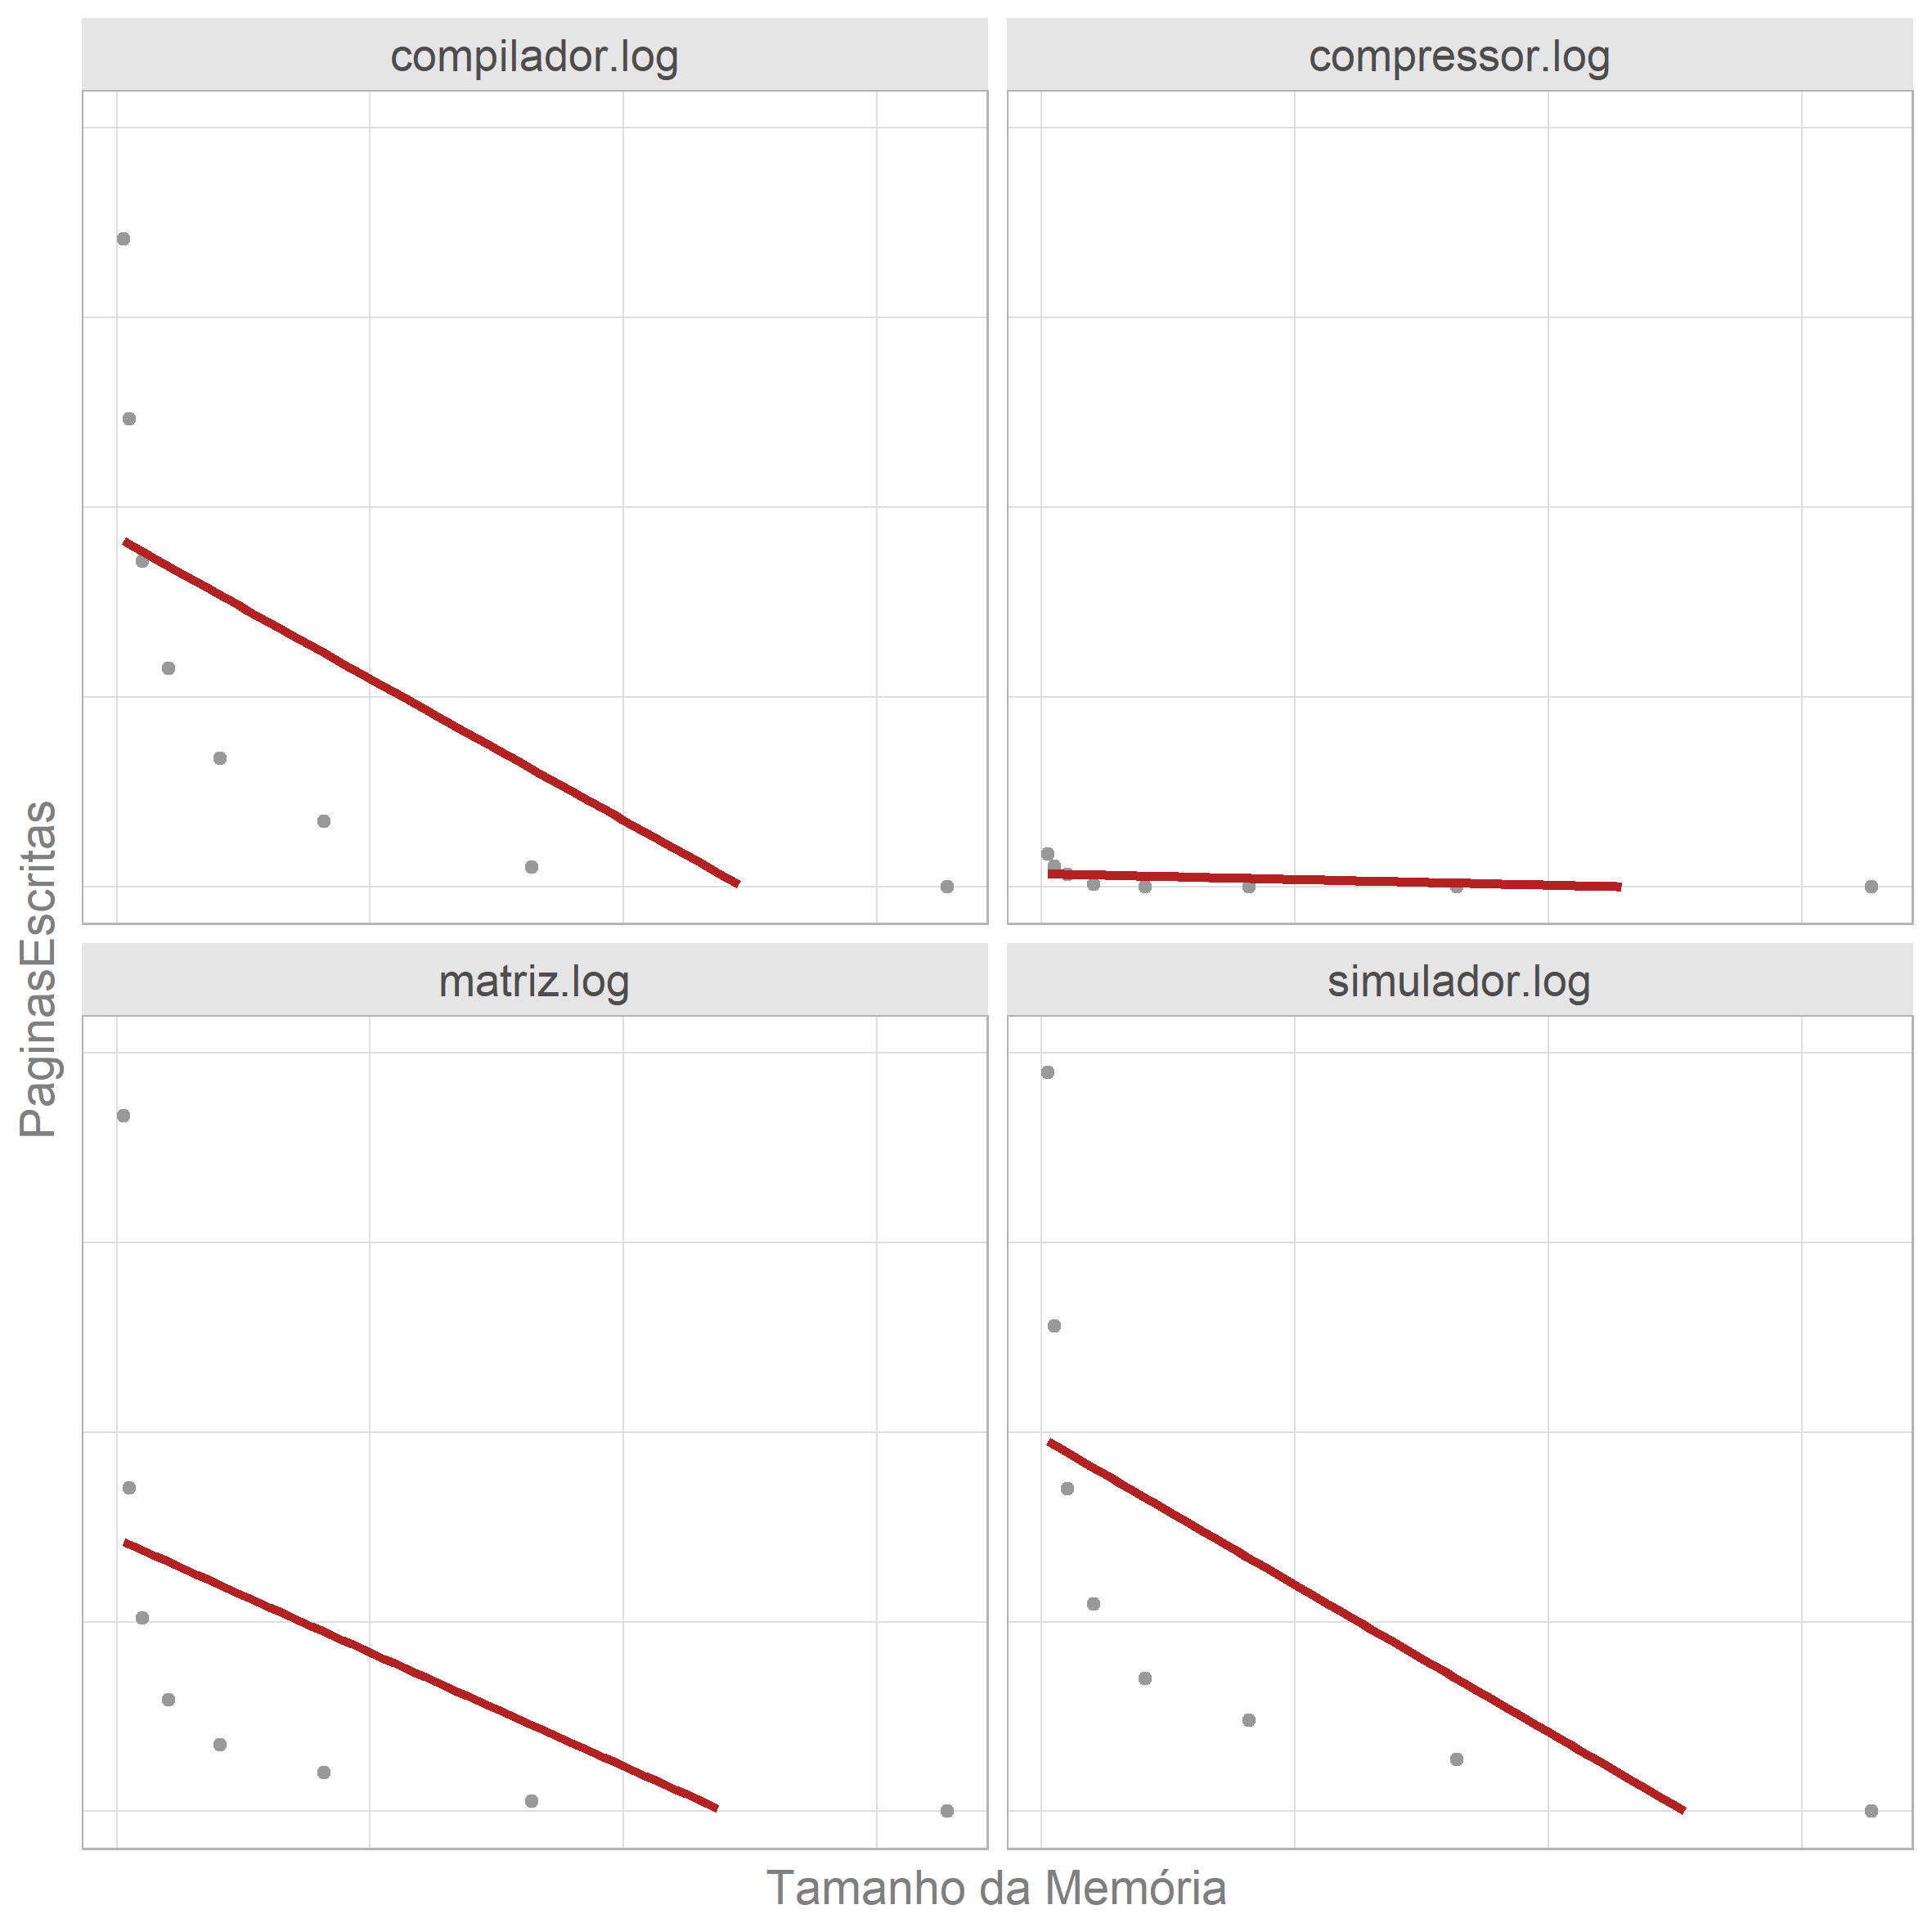 compilador.log
compressor.log
PaginasEscritas
matriz.log
simulador.log
Tamanho da Memória